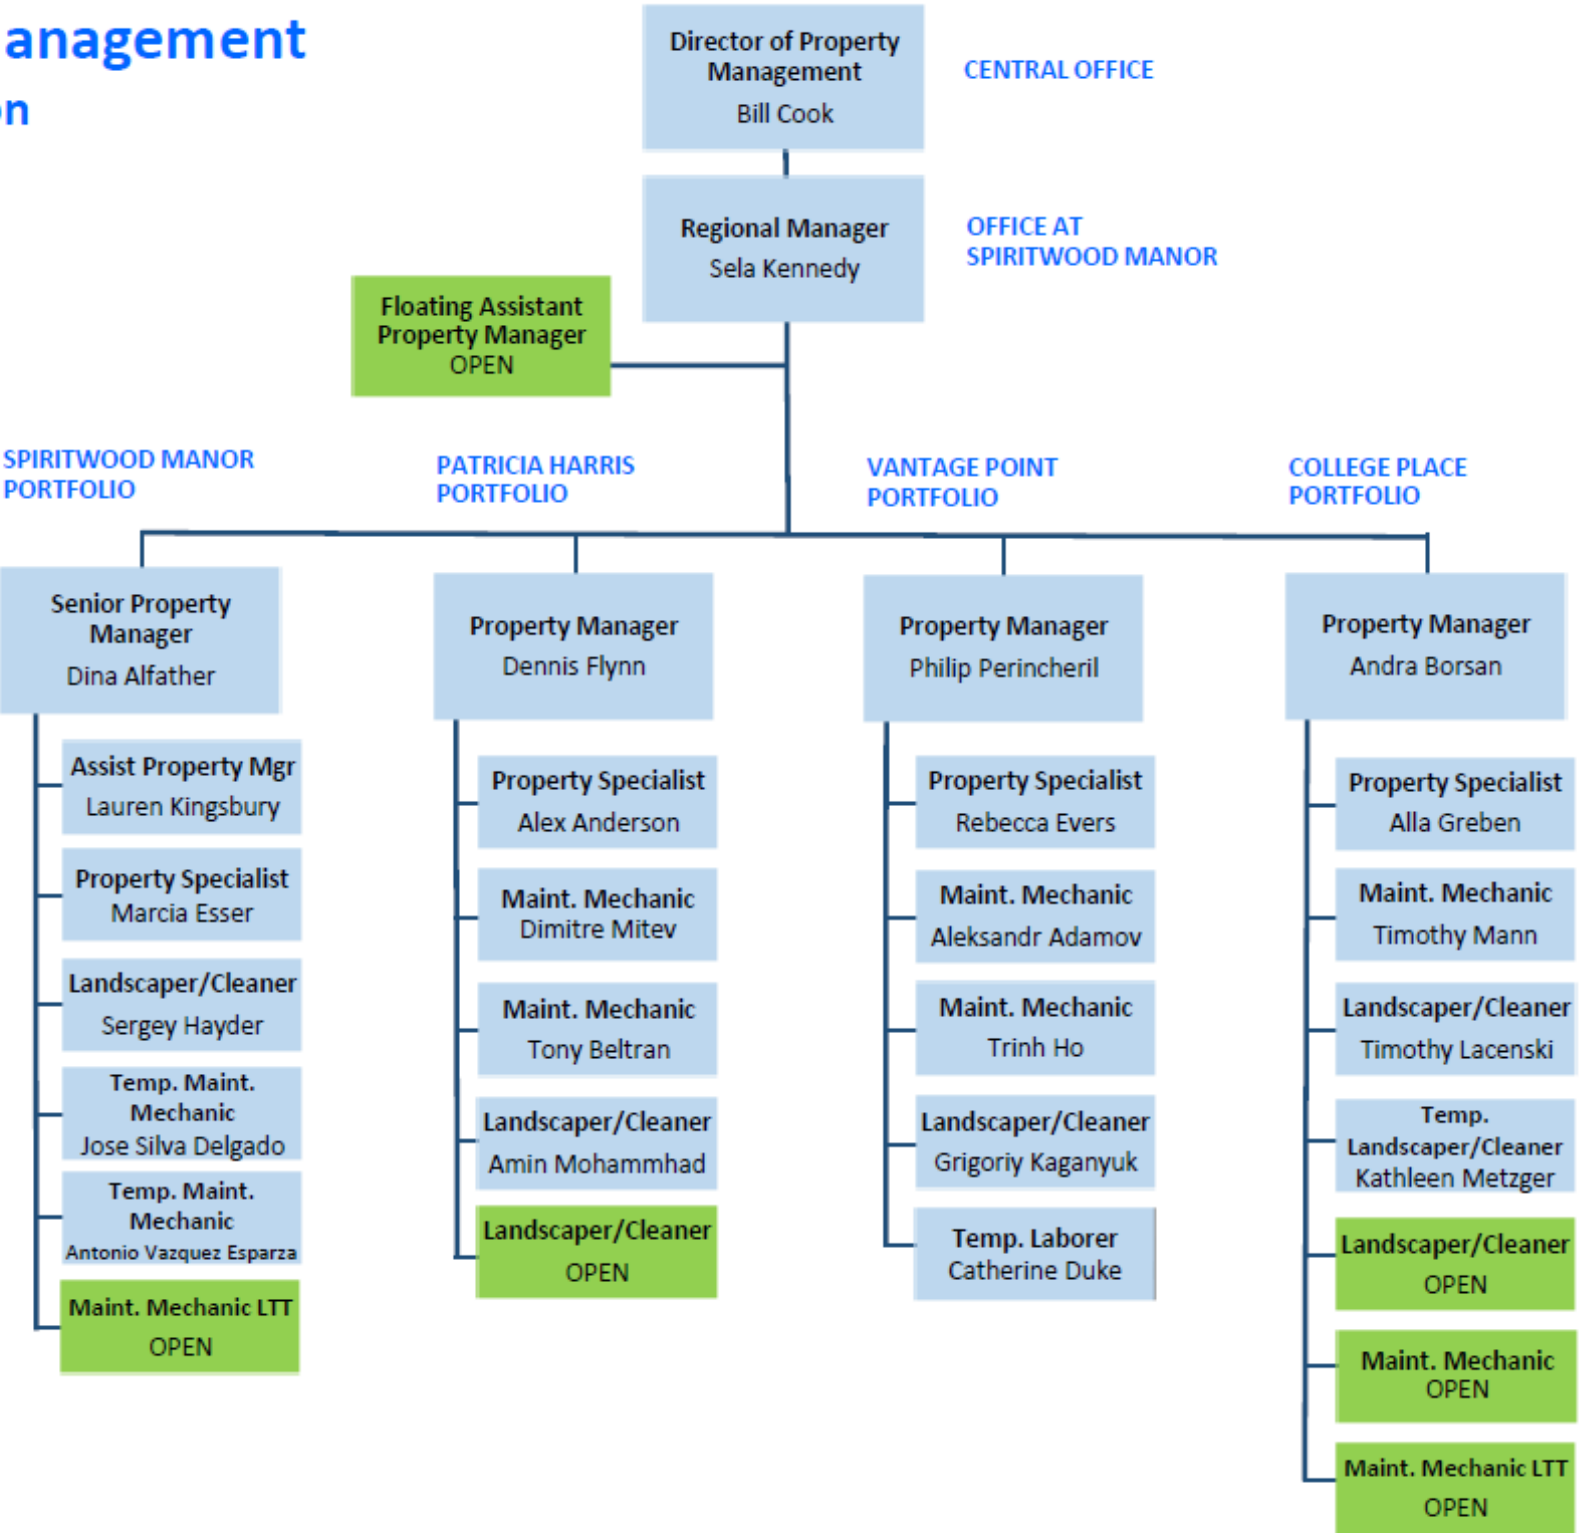 anagement
on
Director of Property
Management
Bill Cook
CENTRAL OFFICE
Regional Manager
Sela Kennedy
OFFICE AT
SPIRITWOOD MANOR
Floating Assistant
Property Manager
OPEN
SPIRITWOOD MANOR
PORTFOLIO
PATRICIA HARRIS
PORTFOLIO
VANTAGE POINT
PORTFOLIO
COLLEGE PLACE
PORTFOLIO
Senior Property
Manager
Dina Alfather
Assist Property Mgr
Lauren Kingsbury
Property Specialist
Marcia Esser
Landscaper/Cleaner
Sergey Hayder
Temp. Maint.
Mechanic
Jose Silva Delgado
Temp. Maint.
Mechanic
Antonio Vazquez Esparza
Maint. Mechanic LTT
OPEN
Property Manager
Dennis Flynn
Property Specialist
Alex Anderson
Maint. Mechanic
Dimitre Mitev
Maint. Mechanic
Tony Beltran
Landscaper/Cleaner
Amin Mohammhad
Landscaper/Cleaner
OPEN
Property Manager
Philip Perincheril
Property Specialist
Rebecca Evers
Maint. Mechanic
Aleksandr Adamov
Maint. Mechanic
Trinh Ho
Landscaper/Cleaner
Grigoriy Kaganyuk
Temp. Laborer
Catherine Duke
Property Manager
Andra Borsan
Property Specialist
Alla Greben
Maint. Mechanic
Timothy Mann
Landscaper/Cleaner
Timothy Lacenski
Temp.
Landscaper/Cleaner
Kathleen Metzger
Landscaper/Cleaner
OPEN
Maint. Mechanic
OPEN
Maint. Mechanic LTT
OPEN